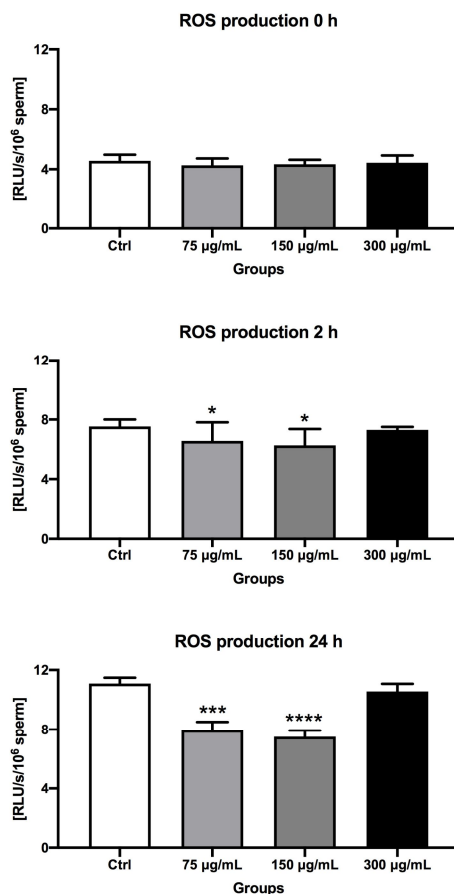 ROS production 0 h
[RLU/s/10⁶ sperm]
12
8
4
0
Ctrl 75 µg/mL 150 µg/mL 300 µg/mL
Groups
ROS production 2 h
[RLU/s/10⁶ sperm]
12
8
4
0
* *
Ctrl 75 µg/mL 150 µg/mL 300 µg/mL
Groups
ROS production 24 h
[RLU/s/10⁶ sperm]
12
8
4
0
*** ****
Ctrl 75 µg/mL 150 µg/mL 300 µg/mL
Groups